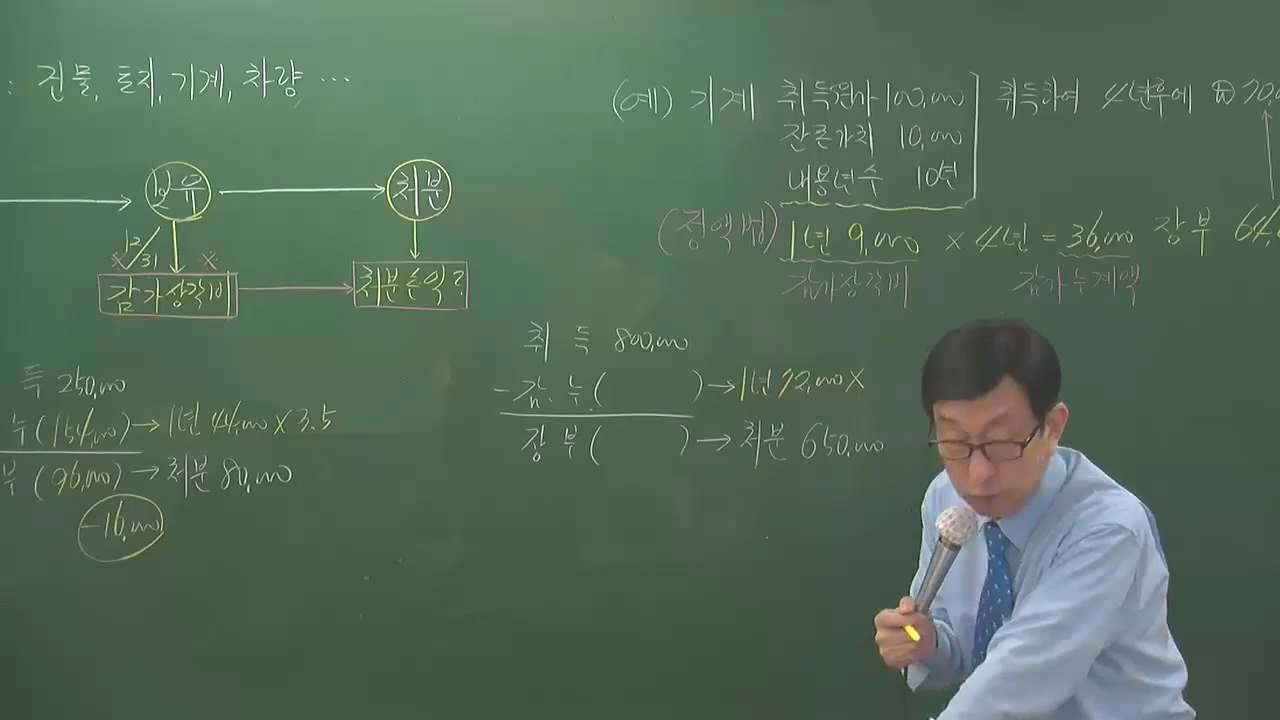 : 건물, 토지, 기계, 차량 …
보유 → 처분
12/31
× ×
감가상각비 → 처분손익?
득 250,000
누(154,000) → 1년 44,000 × 3.5
부(96,000) → 처분 80,000
-16,000
취득 800,000
- 감.누( ) → 1년 72,000 ×
장부( ) → 처분 650,000
(예) 기계 취득원가 100,000 취득하여 4년후에 ₩70,0
잔존가치 10,000
내용년수 10년
(정액법) 1년 9,000 × 4년 = 36,000 장부 64,0
감가상각비 감가누계액